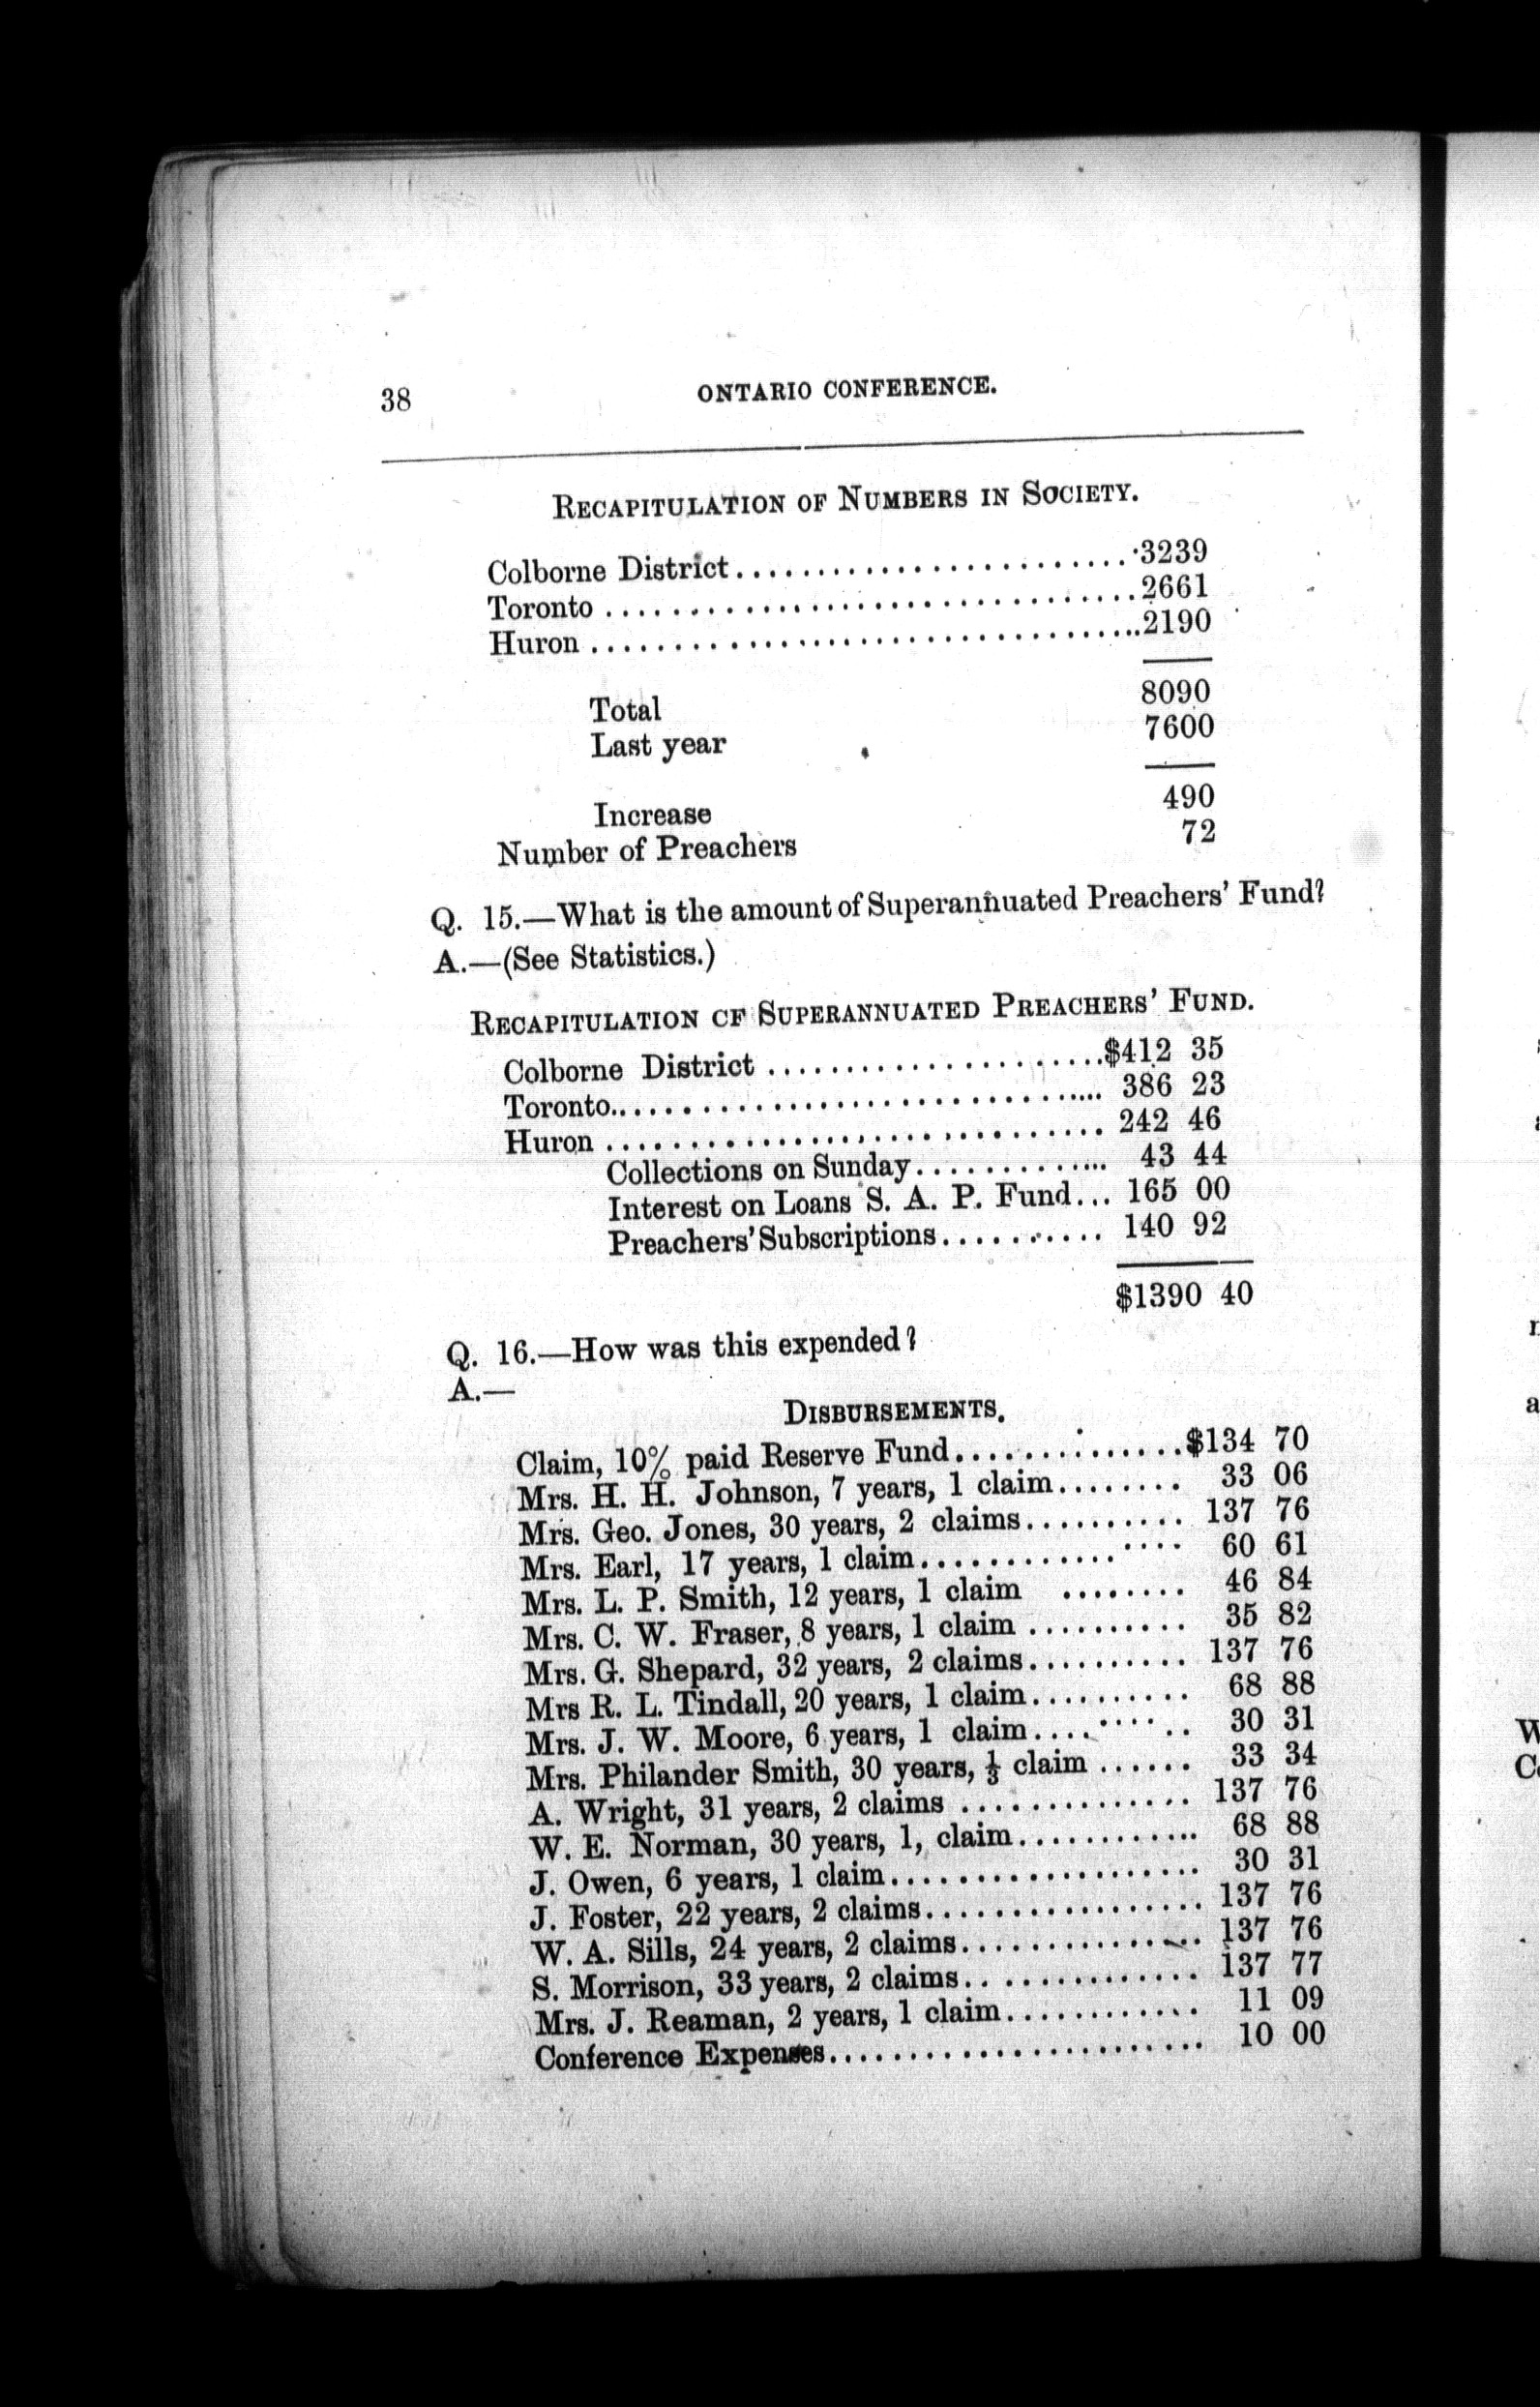 38
ONTARIO CONFERENCE.
RECAPITULATION OF NUMBERS IN SOCIETY.
Colborne District........................3239
Toronto................................2661
Huron.................................2190
Total 8090
Last year 7600
Increase 490
Number of Preachers 72
Q. 15.—What is the amount of Superannuated Preachers' Fund?
A.—(See Statistics.)
RECAPITULATION CF SUPERANNUATED PREACHERS' FUND.
Colborne District .....................$412 35
Toronto.............................. 386 23
Huron .............................. 242 46
Collections on Sunday............. 43 44
Interest on Loans S. A. P. Fund... 165 00
Preachers' Subscriptions.......... 140 92
$1390 40
Q. 16.—How was this expended?
A.—
DISBURSEMENTS.
Claim, 10% paid Reserve Fund..............$134 70
Mrs. H. H. Johnson, 7 years, 1 claim........ 33 06
Mrs. Geo. Jones, 30 years, 2 claims.......... 137 76
Mrs. Earl, 17 years, 1 claim................ 60 61
Mrs. L. P. Smith, 12 years, 1 claim ........ 46 84
Mrs. C. W. Fraser, 8 years, 1 claim .......... 35 82
Mrs. G. Shepard, 32 years, 2 claims.......... 137 76
Mrs R. L. Tindall, 20 years, 1 claim.......... 68 88
Mrs. J. W. Moore, 6 years, 1 claim.......... 30 31
Mrs. Philander Smith, 30 years, ⅓ claim ...... 33 34
A. Wright, 31 years, 2 claims .............. 137 76
W. E. Norman, 30 years, 1, claim............ 68 88
J. Owen, 6 years, 1 claim................... 30 31
J. Foster, 22 years, 2 claims................. 137 76
W. A. Sills, 24 years, 2 claims............... 137 76
S. Morrison, 33 years, 2 claims.............. 137 77
Mrs. J. Reaman, 2 years, 1 claim............ 11 09
Conference Expenses....................... 10 00